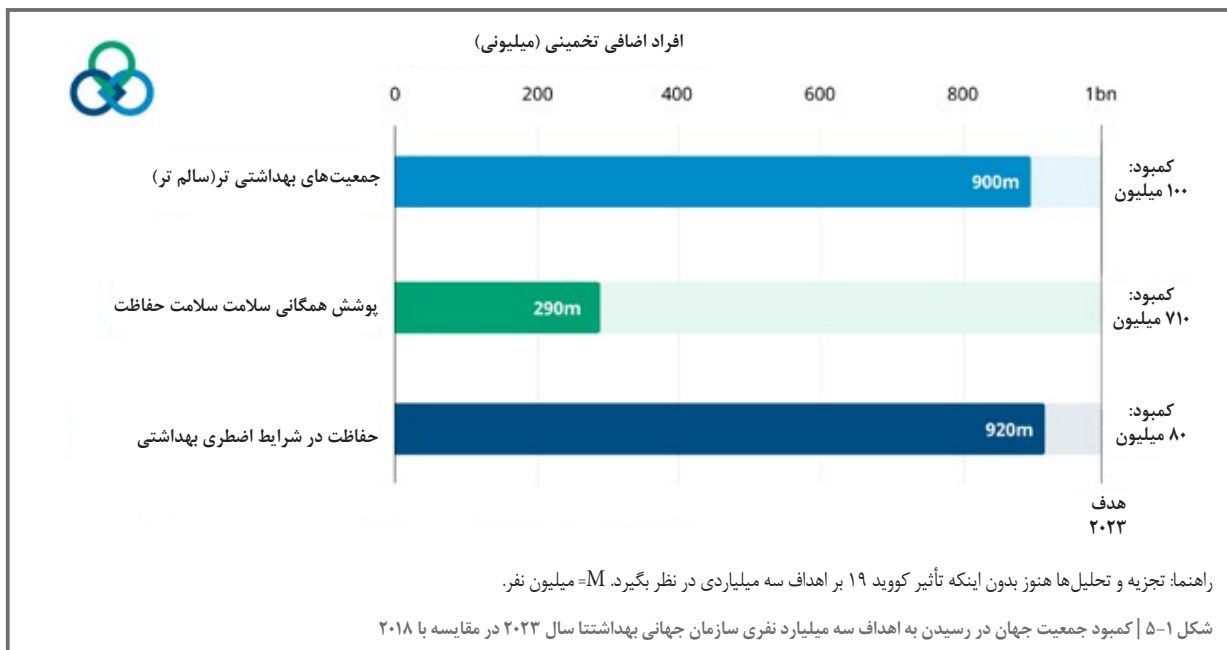 افراد اضافی تخمینی (میلیونی)
0 200 400 600 800 1bn
جمعیت‌های بهداشتی تر(سالم تر)
900m
کمبود:
۱۰۰ میلیون
پوشش همگانی سلامت سلامت حفاظت
290m
کمبود:
۷۱۰ میلیون
حفاظت در شرایط اضطری بهداشتی
920m
کمبود:
۸۰ میلیون
هدف
۲۰۲۳
راهنما: تجزیه و تحلیل‌ها هنوز بدون اینکه تأثیر کووید ۱۹ بر اهداف سه میلیاردی در نظر بگیرد. M= میلیون نفر.
شکل ۱-۵ | کمبود جمعیت جهان در رسیدن به اهداف سه میلیارد نفری سازمان جهانی بهداشتتا سال ۲۰۲۳ در مقایسه با ۲۰۱۸